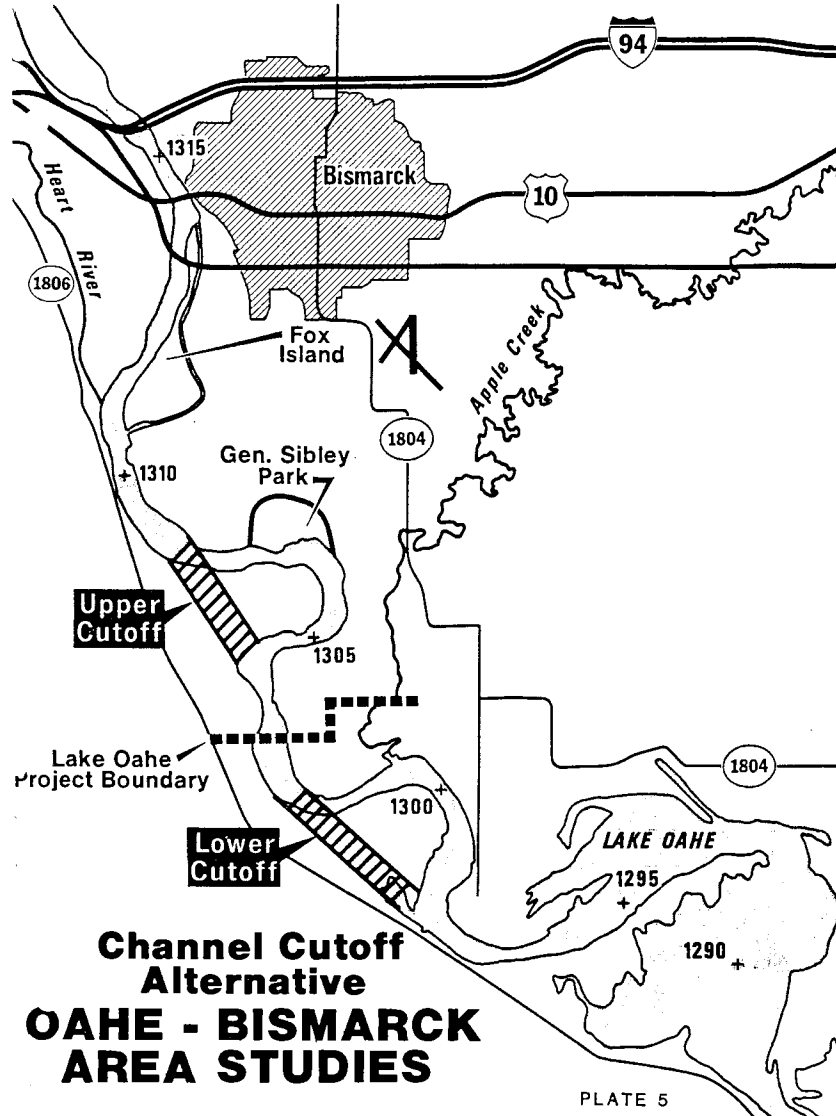 94
1315
Bismarck
10
Heart
River
1806
Fox
Island
Apple Creek
1804
Gen. Sibley
Park
1310
Upper
Cutoff
1305
Lake Oahe
Project Boundary
1804
1300
Lower
Cutoff
LAKE OAHE
1295
1290
Channel Cutoff
Alternative
OAHE - BISMARCK
AREA STUDIES
PLATE 5